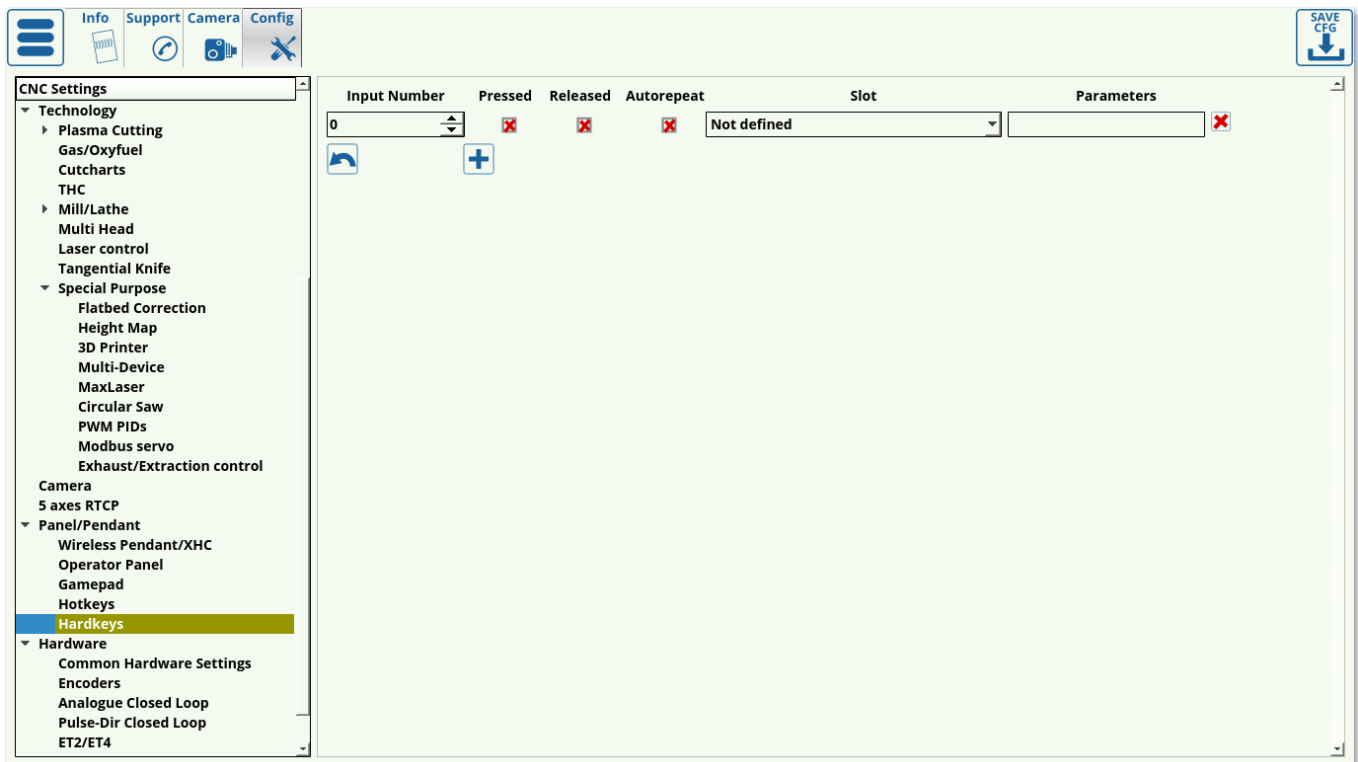 Info
Support
Camera
Config
SAVE
CFG
CNC Settings
Technology
Plasma Cutting
Gas/Oxyfuel
Cutcharts
THC
Mill/Lathe
Multi Head
Laser control
Tangential Knife
Special Purpose
Flatbed Correction
Height Map
3D Printer
Multi-Device
MaxLaser
Circular Saw
PWM PIDs
Modbus servo
Exhaust/Extraction control
Camera
5 axes RTCP
Panel/Pendant
Wireless Pendant/XHC
Operator Panel
Gamepad
Hotkeys
Hardkeys
Hardware
Common Hardware Settings
Encoders
Analogue Closed Loop
Pulse-Dir Closed Loop
ET2/ET4
Input Number Pressed Released Autorepeat Slot Parameters
0 Not defined